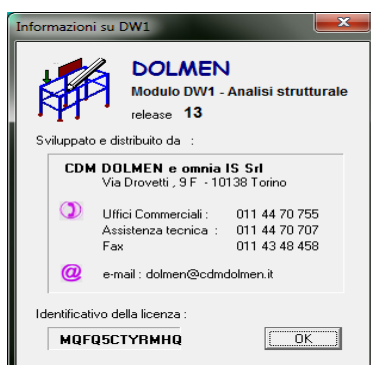 Informazioni su DW1
DOLMEN
Modulo DW1 - Analisi strutturale
release 13
Sviluppato e distribuito da :
CDM DOLMEN e omnia IS Srl
Via Drovetti , 9 F - 10138 Torino
Uffici Commerciali : 011 44 70 755
Assistenza tecnica : 011 44 70 707
Fax 011 43 48 458
@ e-mail : dolmen@cdmdolmen.it
Identificativo della licenza :
MQFQ5CTYRMHQ OK